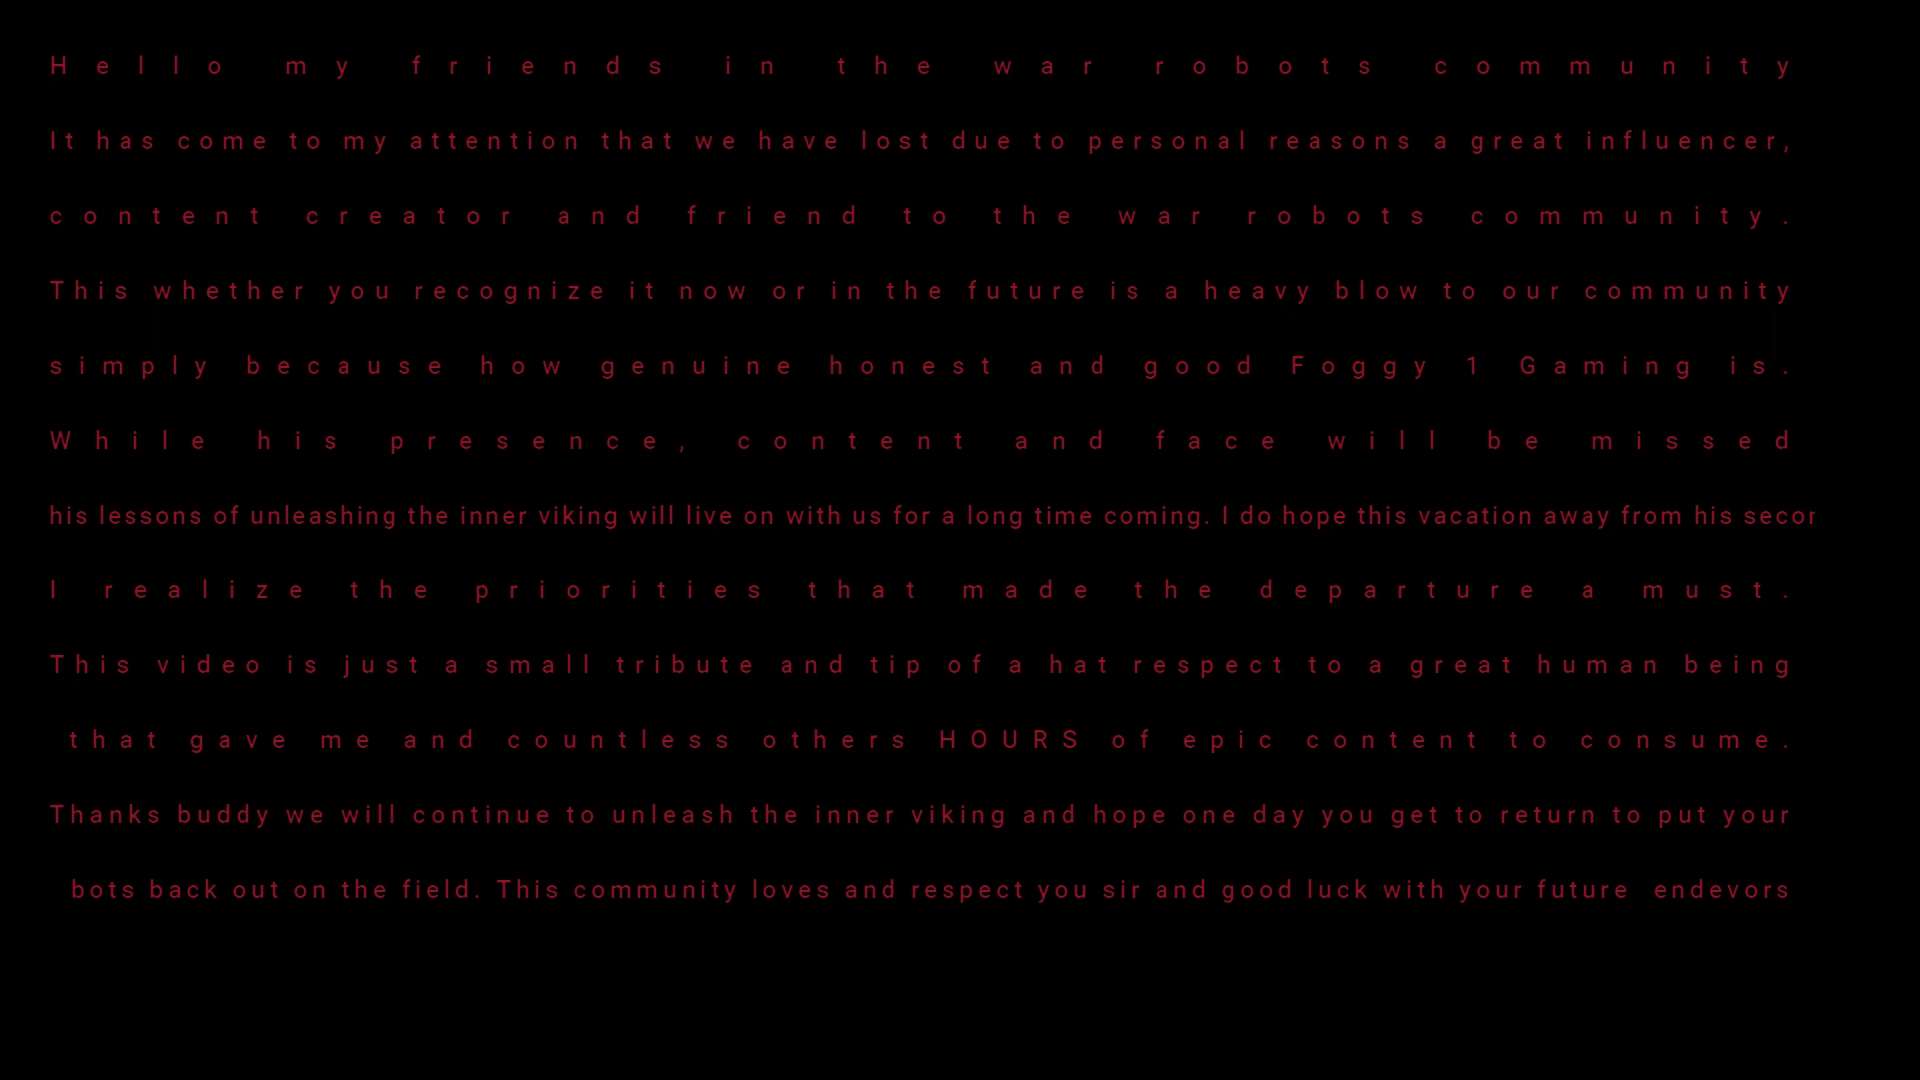 Hello my friends in the war robots community
It has come to my attention that we have lost due to personal reasons a great influencer,
content creator and friend to the war robots community.
This whether you recognize it now or in the future is a heavy blow to our community
simply because how genuine honest and good Foggy 1 Gaming is.
While his presence, content and face will be missed
his lessons of unleashing the inner viking will live on with us for a long time coming. I do hope this vacation away from his
I realize the priorities that made the departure a must.
This video is just a small tribute and tip of a hat respect to a great human being
that gave me and countless others HOURS of epic content to consume.
Thanks buddy we will continue to unleash the inner viking and hope one day you get to return to put your
bots back out on the field. This community loves and respect you sir and good luck with your future endevors